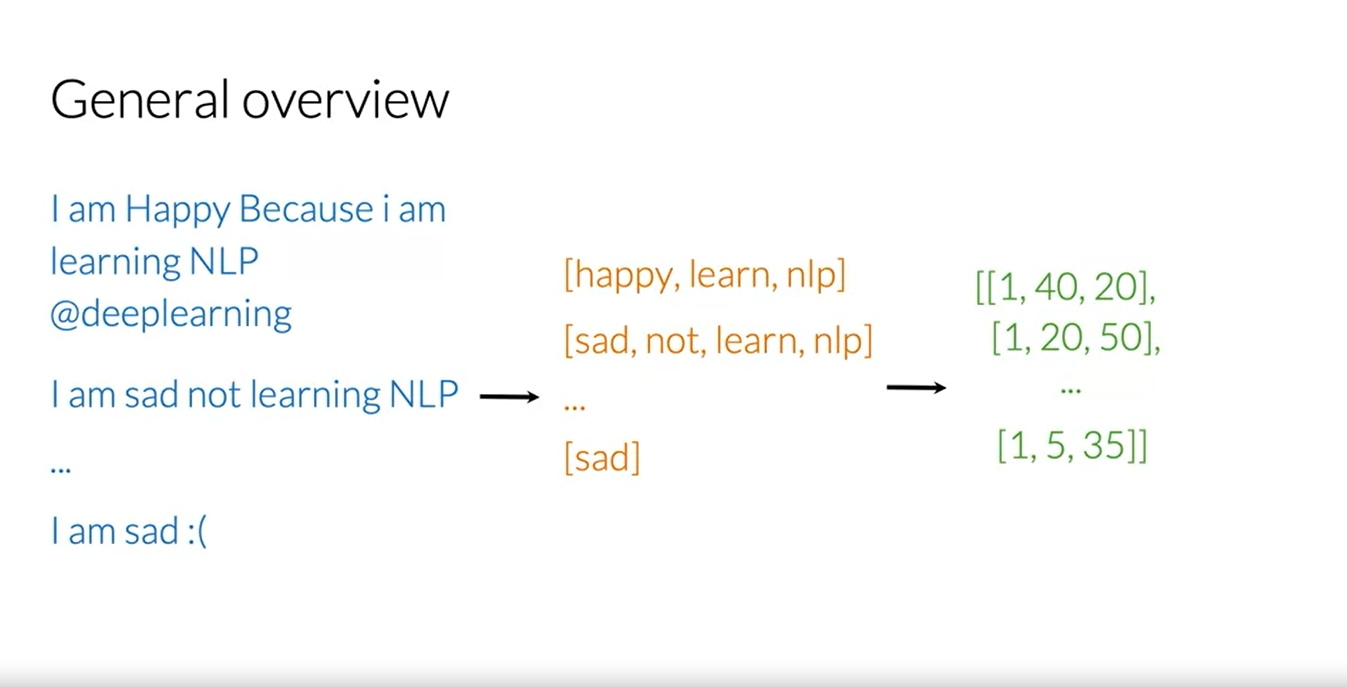 General overview
I am Happy Because i am
learning NLP
@deeplearning
I am sad not learning NLP
...
I am sad :(
[happy, learn, nlp]
[sad, not, learn, nlp]
...
[sad]
[[1, 40, 20],
[1, 20, 50],
...
[1, 5, 35]]